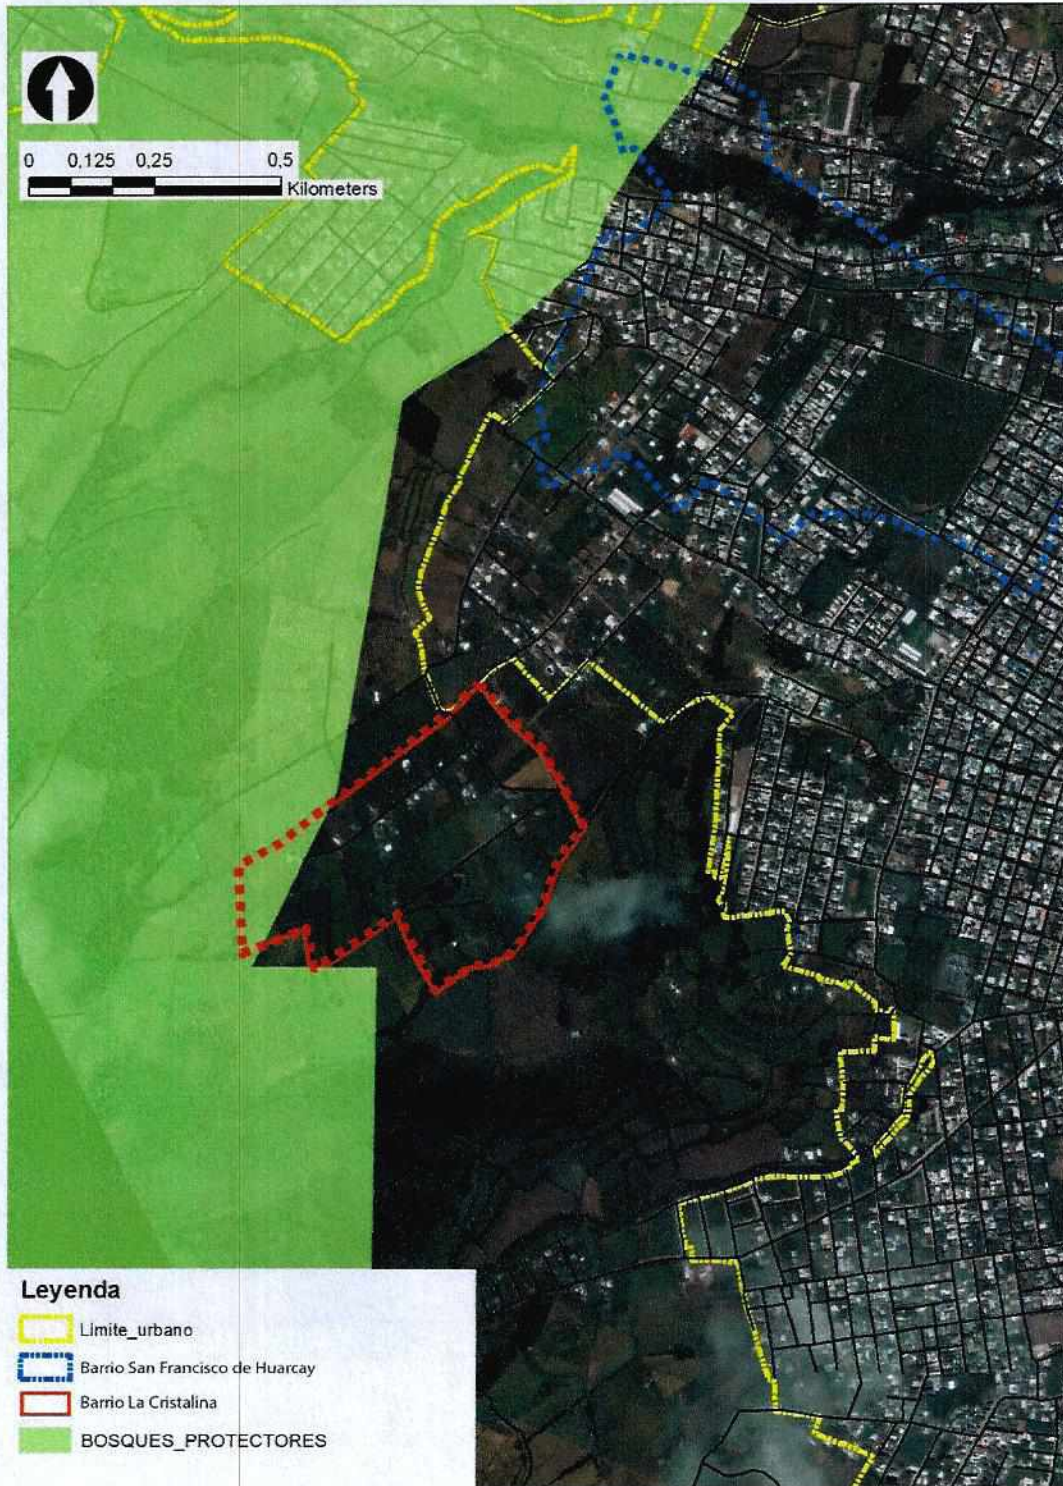 0 0,125 0,25 0,5
Kilometers
Leyenda
Limite_urbano
Barrio San Francisco de Huarcay
Barrio La Cristalina
BOSQUES_PROTECTORES